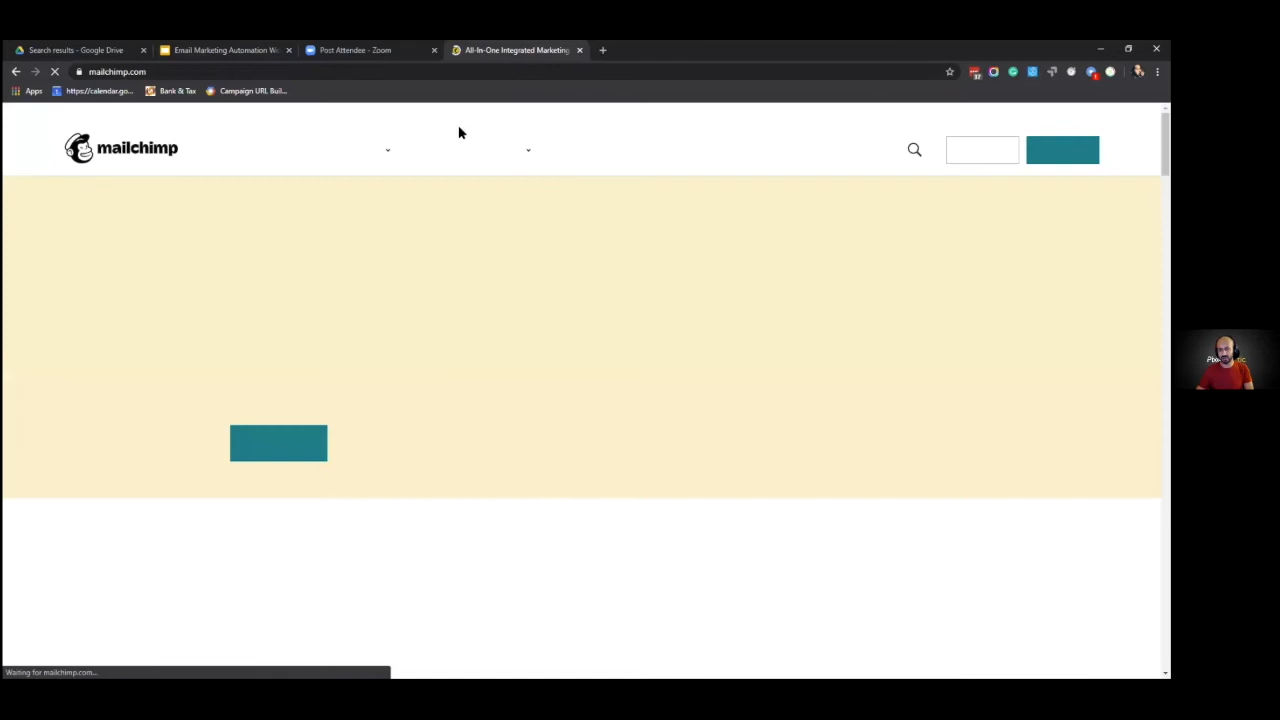 Search results - Google Drive
Email Marketing Automation Wo
Post Attendee - Zoom
All-In-One Integrated Marketing
mailchimp.com
Apps
https://calendar.go...
Bank & Tax
Campaign URL Buil...
mailchimp
Waiting for mailchimp.com...